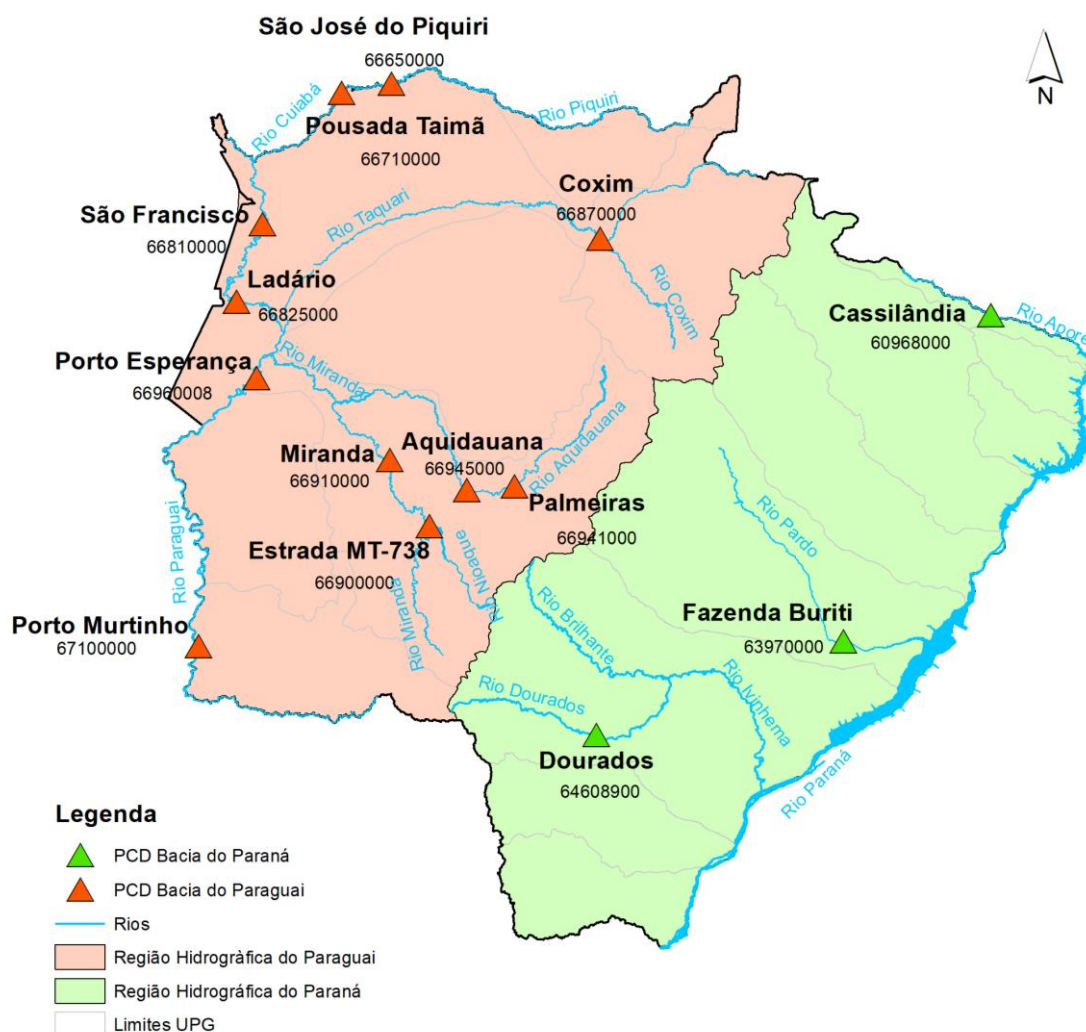 São José do Piquiri
66650000
N
Rio Cuiabá
Rio Piquiri
Pousada Taimã
66710000
Coxim
66870000
Rio Taquari
São Francisco
66810000
Rio Coxim
Ladário
66825000
Cassilândia
60968000
Rio Aporé
Porto Esperança
66960008
Rio Miranda
Miranda
66910000
Aquidauana
66945000
Rio Aquidauana
Palmeiras
66941000
Rio Pardo
Estrada MT-738
66900000
Rio Nioaque
Rio Paraguai
Rio Miranda
Rio Brilhante
Fazenda Buriti
63970000
Porto Murtinho
67100000
Rio Ivinhema
Rio Dourados
Dourados
64608900
Rio Paraná
Legenda
PCD Bacia do Paraná
PCD Bacia do Paraguai
Rios
Região Hidrogràfica do Paraguai
Região Hidrográfica do Paraná
Limites UPG